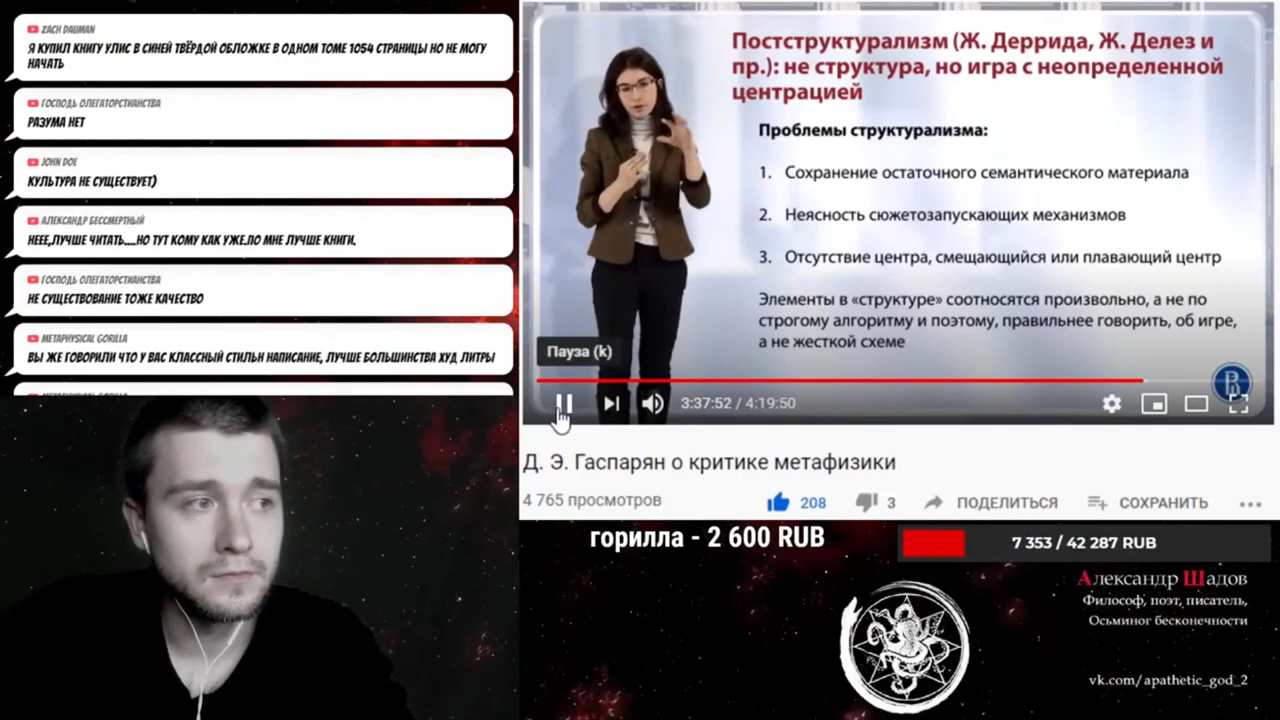 ZACH DAUMAN
Я КУПИЛ КНИГУ УЛИС В СИНЕЙ ТВЁРДОЙ ОБЛОЖКЕ В ОДНОМ ТОМЕ 1054 СТРАНИЦЫ НО НЕ МОГУ
НАЧАТЬ
ГОСПОДЬ ОЛЕГАТОРСТИАНСТВА
РАЗУМА НЕТ
JOHN DOE
КУЛЬТУРА НЕ СУЩЕСТВУЕТ)
АЛЕКСАНДР БЕССМЕРТНЫЙ
НЕЕЕ,ЛУЧШЕ ЧИТАТЬ....НО ТУТ КОМУ КАК УЖЕ.ПО МНЕ ЛУЧШЕ КНИГИ.
ГОСПОДЬ ОЛЕГАТОРСТИАНСТВА
НЕ СУЩЕСТВОВАНИЕ ТОЖЕ КАЧЕСТВО
METAPHYSICAL GORILLA
ВЫ ЖЕ ГОВОРИЛИ ЧТО У ВАС КЛАССНЫЙ СТИЛЬН НАПИСАНИЕ, ЛУЧШЕ БОЛЬШИНСТВА ХУД ЛИТРЫ
Постструктурализм (Ж. Деррида, Ж. Делез и
пр.): не структура, но игра с неопределенной
центрацией
Проблемы структурализма:
1. Сохранение остаточного семантического материала
2. Неясность сюжетозапускающих механизмов
3. Отсутствие центра, смещающийся или плавающий центр
Элементы в «структуре» соотносятся произвольно, а не по
строгому алгоритму и поэтому, правильнее говорить, об игре,
а не жесткой схеме
Пауза (k)
3:37:52 / 4:19:50
Д. Э. Гаспарян о критике метафизики
4 765 просмотров
208
3
ПОДЕЛИТЬСЯ
СОХРАНИТЬ
горилла - 2 600 RUB
7 353 / 42 287 RUB
Александр Шадов
Философ, поэт, писатель,
Осьминог бесконечности
vk.com/apathetic_god_2